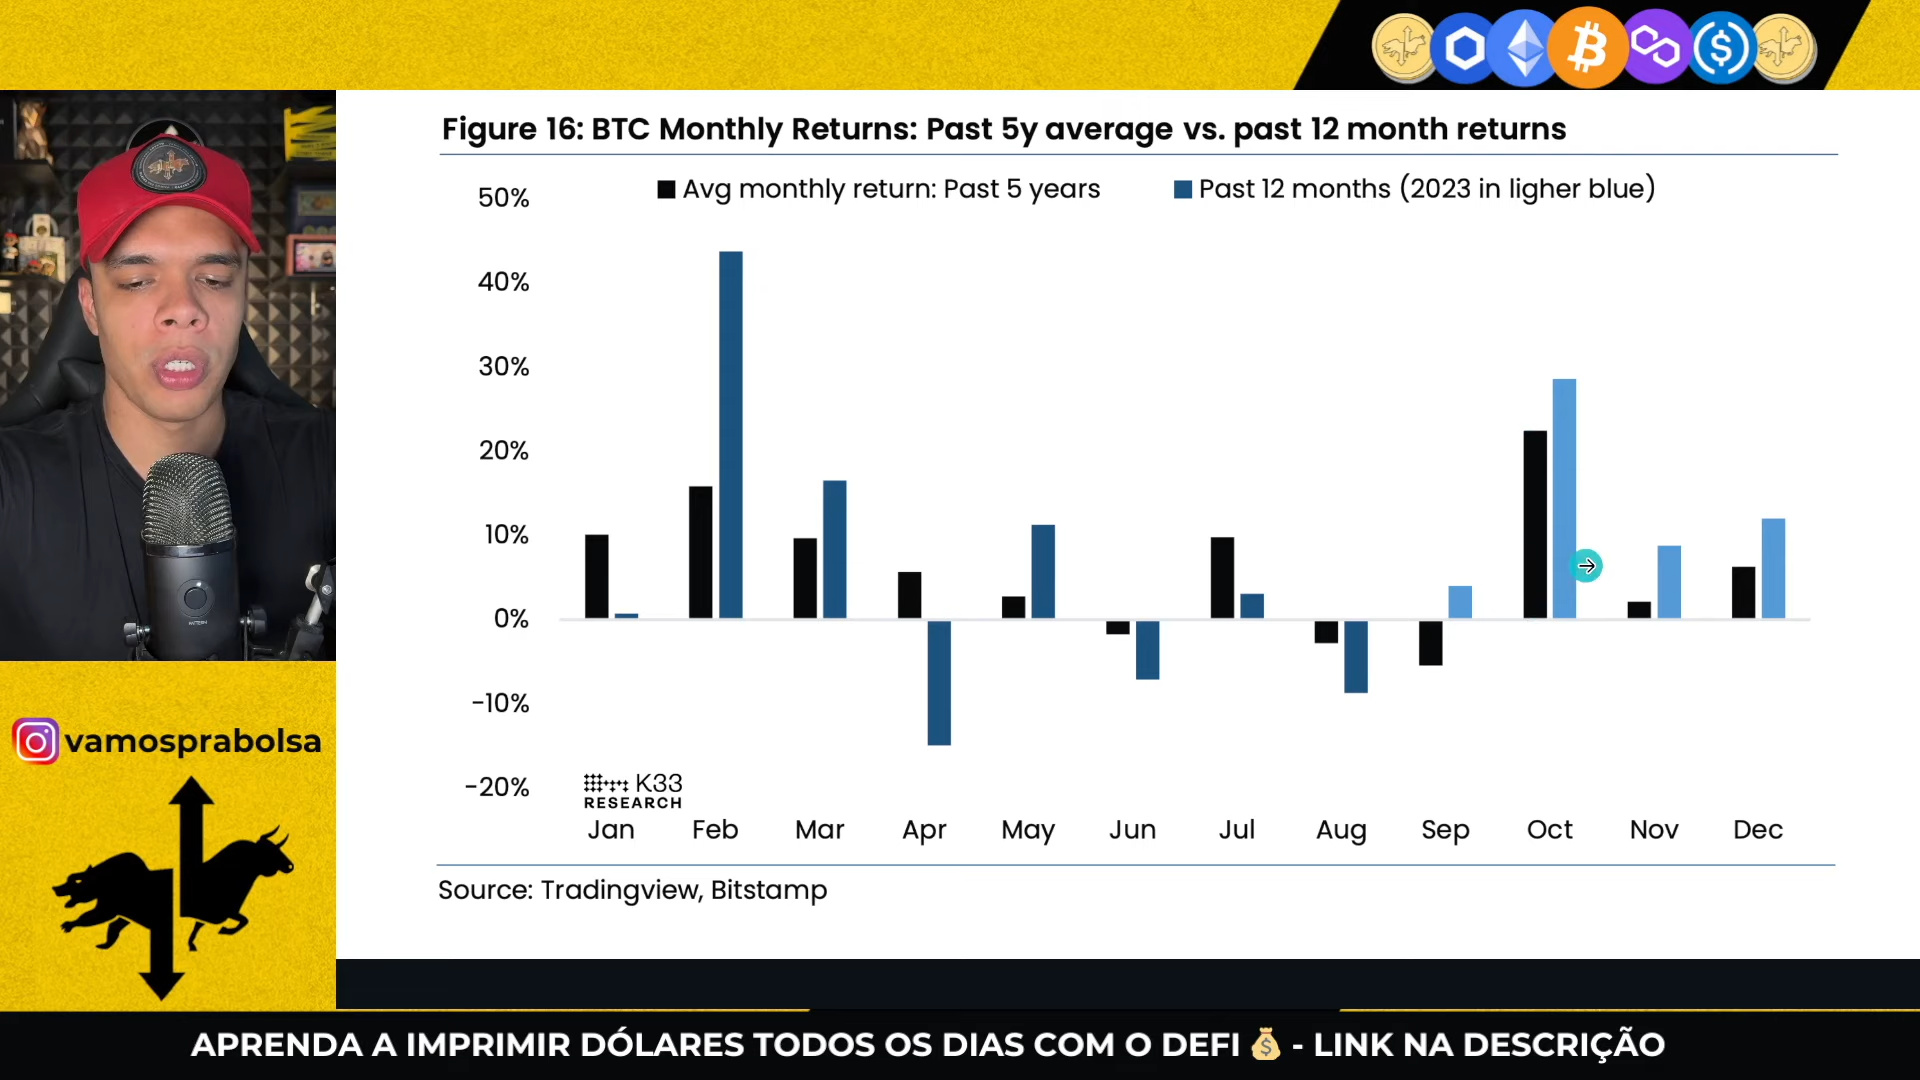 Figure 16: BTC Monthly Returns: Past 5y average vs. past 12 month returns
Avg monthly return: Past 5 years
Past 12 months (2023 in ligher blue)
50%
40%
30%
20%
10%
0%
-10%
-20%
K33
RESEARCH
Jan Feb Mar Apr May Jun Jul Aug Sep Oct Nov Dec
Source: Tradingview, Bitstamp
vamosprabolsa
APRENDA A IMPRIMIR DÓLARES TODOS OS DIAS COM O DEFI 💰 - LINK NA DESCRIÇÃO